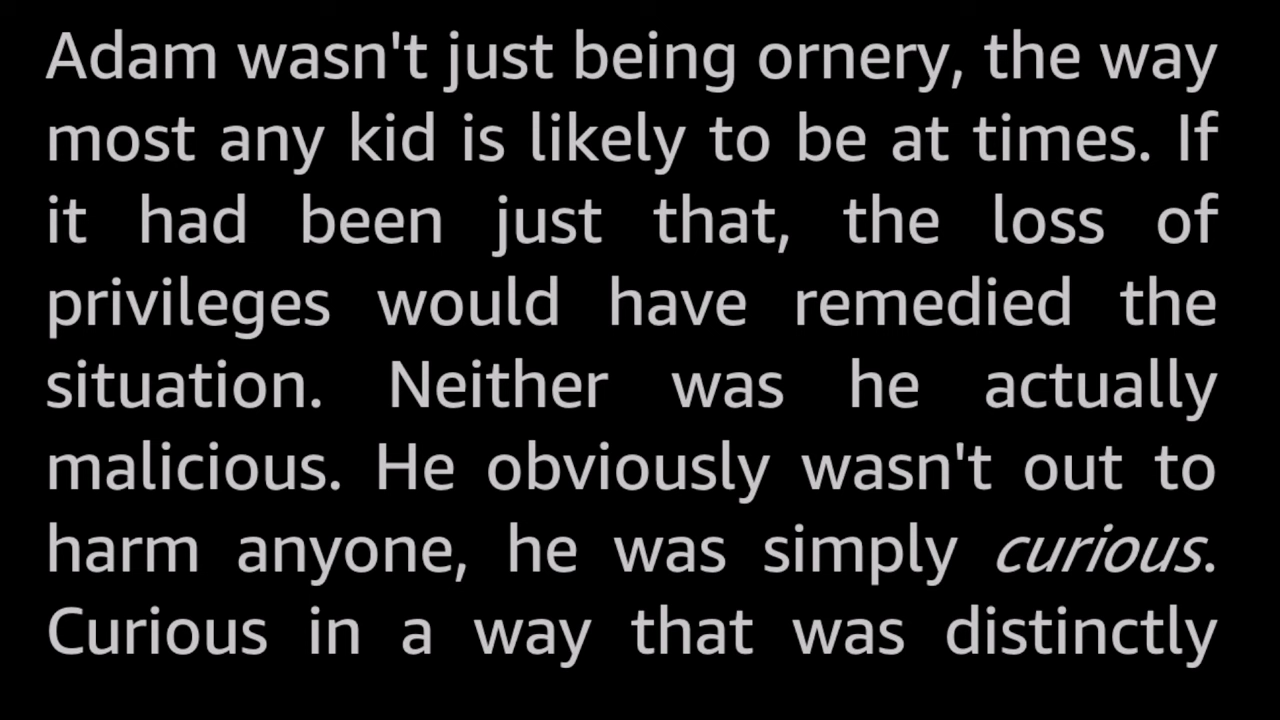 Adam wasn't just being ornery, the way
most any kid is likely to be at times. If
it had been just that, the loss of
privileges would have remedied the
situation. Neither was he actually
malicious. He obviously wasn't out to
harm anyone, he was simply curious.
Curious in a way that was distinctly